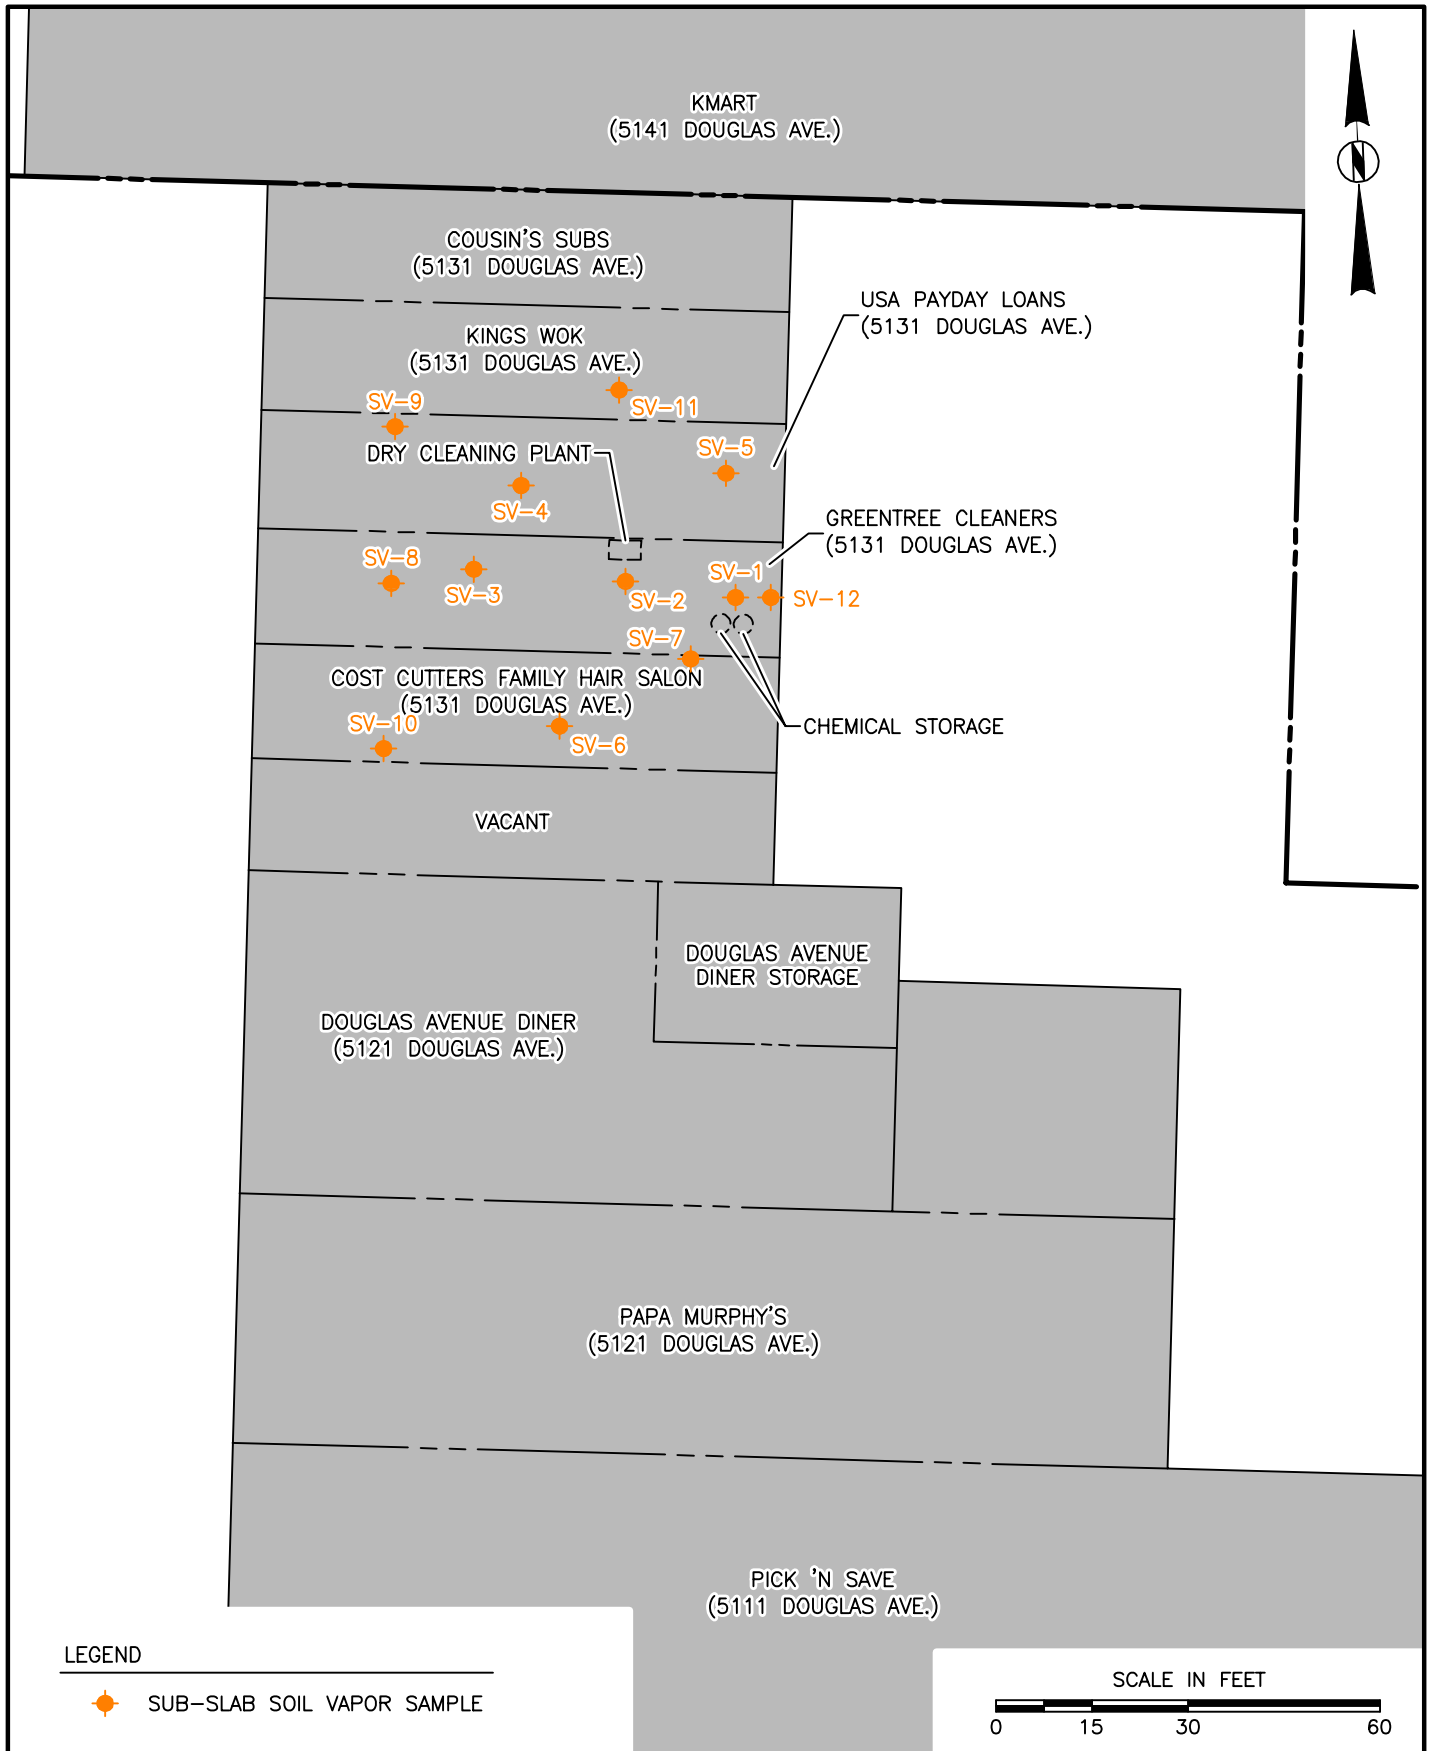 KMART
(5141 DOUGLAS AVE.)
COUSIN'S SUBS
(5131 DOUGLAS AVE.)
USA PAYDAY LOANS
(5131 DOUGLAS AVE.)
KINGS WOK
(5131 DOUGLAS AVE.)
SV-9
SV-11
DRY CLEANING PLANT
SV-5
SV-4
GREENTREE CLEANERS
(5131 DOUGLAS AVE.)
SV-8
SV-3
SV-2
SV-1
SV-12
SV-7
COST CUTTERS FAMILY HAIR SALON
(5131 DOUGLAS AVE.)
SV-10
SV-6
CHEMICAL STORAGE
VACANT
DOUGLAS AVENUE
DINER STORAGE
DOUGLAS AVENUE DINER
(5121 DOUGLAS AVE.)
PAPA MURPHY'S
(5121 DOUGLAS AVE.)
PICK 'N SAVE
(5111 DOUGLAS AVE.)
LEGEND
SUB-SLAB SOIL VAPOR SAMPLE
SCALE IN FEET
0 15 30 60